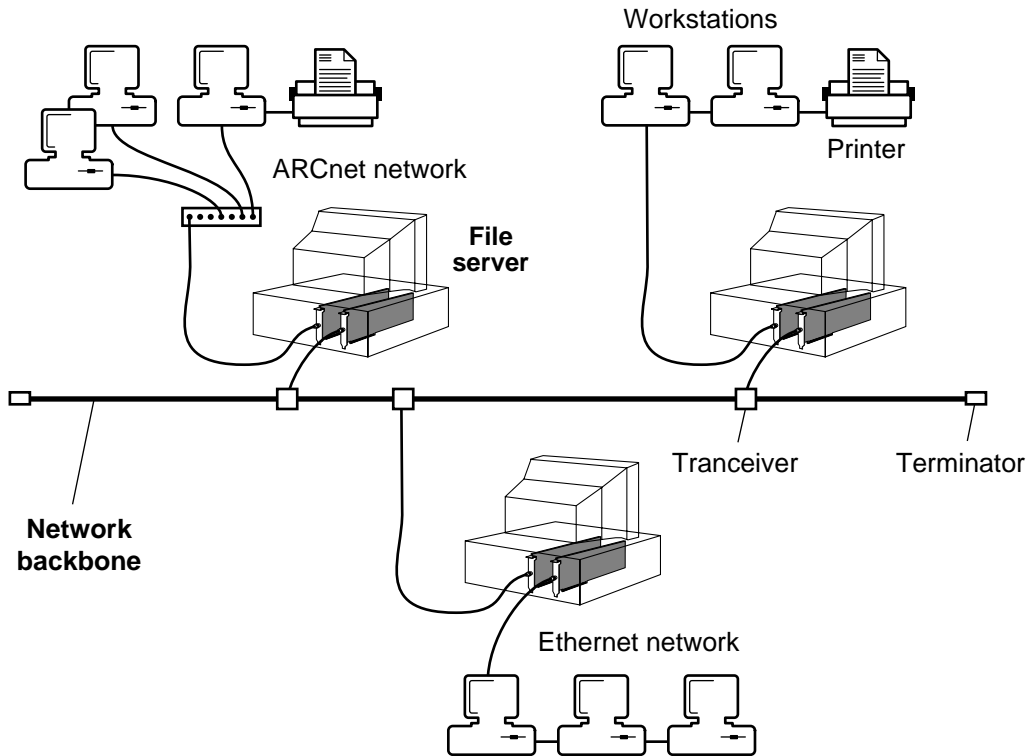 Workstations
ARCnet network
Printer
File
server
Tranceiver
Terminator
Network
backbone
Ethernet network